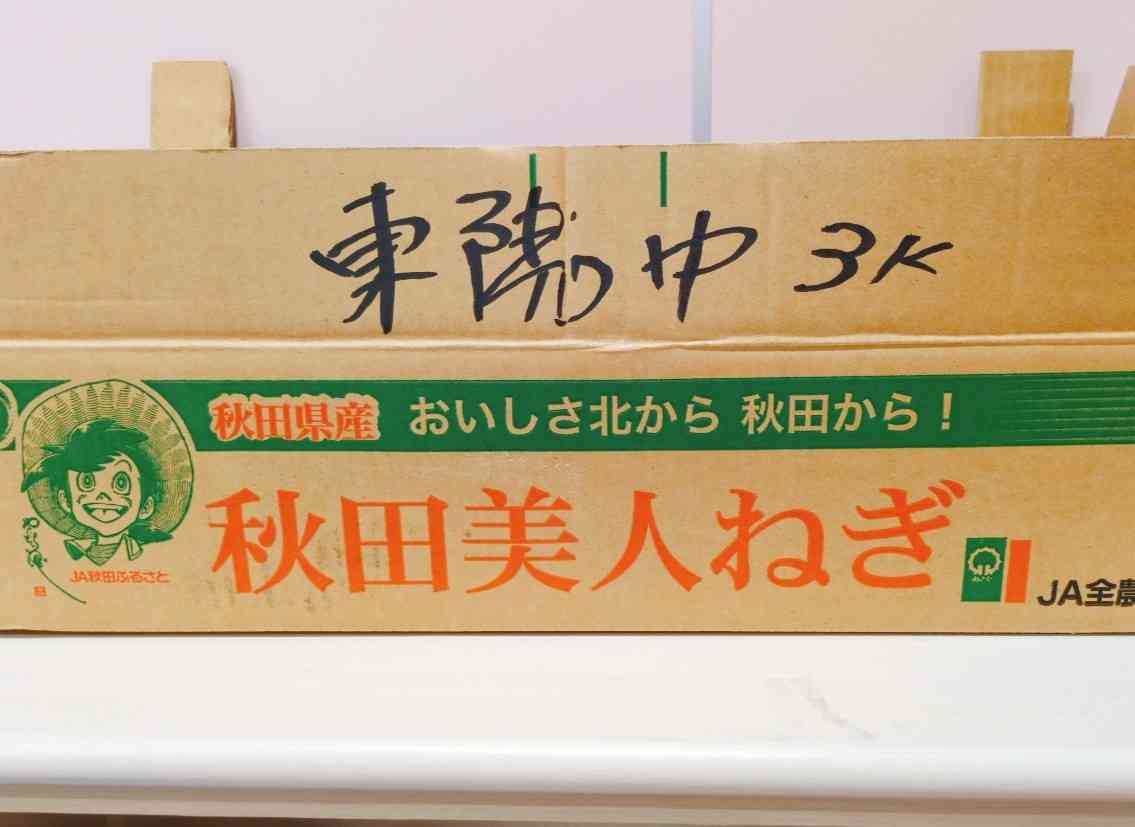 東陽中 3K
秋田県産 おいしさ北から 秋田から！
秋田美人ねぎ
JA秋田ふるさと
JA全農